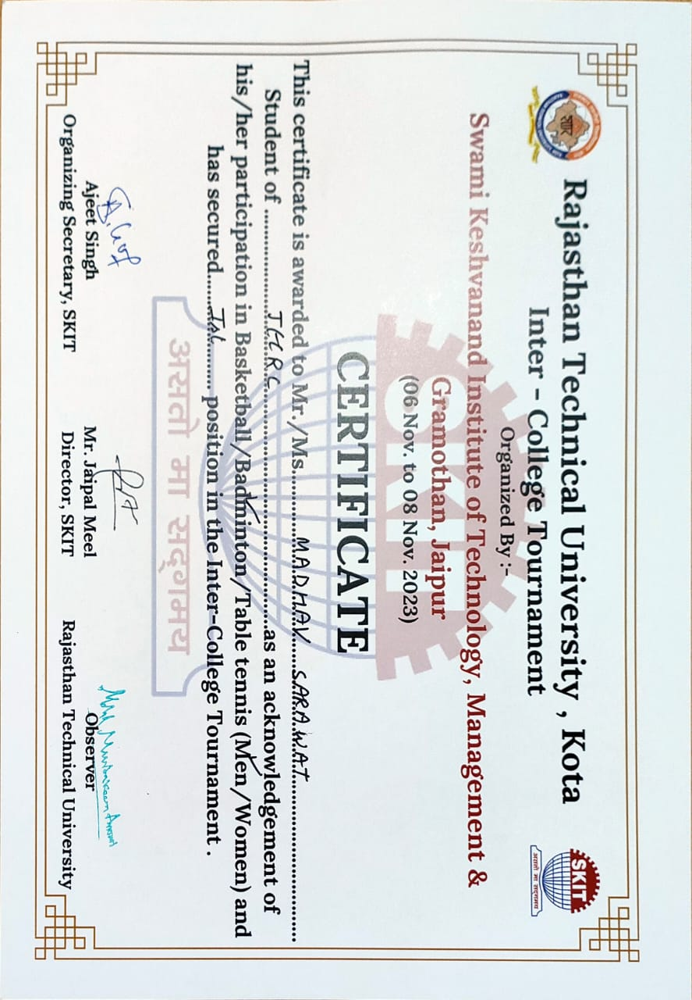 Rajasthan Technical University , Kota
Inter - College Tournament
Organized By:-
Swami Keshvanand Institute of Technology, Management &
Gramothan, Jaipur
(06 Nov. to 08 Nov. 2023)
CERTIFICATE
This certificate is awarded to Mr./Ms. MADHAV SARAWAT
Student of JHRC as an acknowledgement of
his/her participation in Basketball/Badminton/Table tennis (Men/Women) and
has secured Ist position in the Inter-College Tournament .
असतो मा सद्गमय
Ajeet Singh
Organizing Secretary, SKIT
Mr. Jaipal Meel
Director, SKIT
Observer
Rajasthan Technical University
SKIT
असतो मा सद्गमय
SKIT